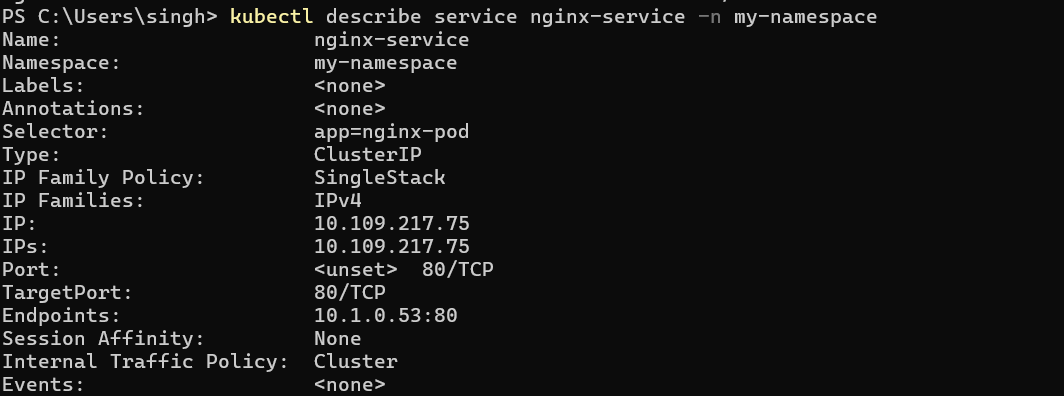 PS C:\Users\singh> kubectl describe service nginx-service -n my-namespace
Name:                     nginx-service
Namespace:                my-namespace
Labels:                   <none>
Annotations:              <none>
Selector:                 app=nginx-pod
Type:                     ClusterIP
IP Family Policy:         SingleStack
IP Families:              IPv4
IP:                       10.109.217.75
IPs:                      10.109.217.75
Port:                     <unset>  80/TCP
TargetPort:               80/TCP
Endpoints:                10.1.0.53:80
Session Affinity:         None
Internal Traffic Policy:  Cluster
Events:                   <none>